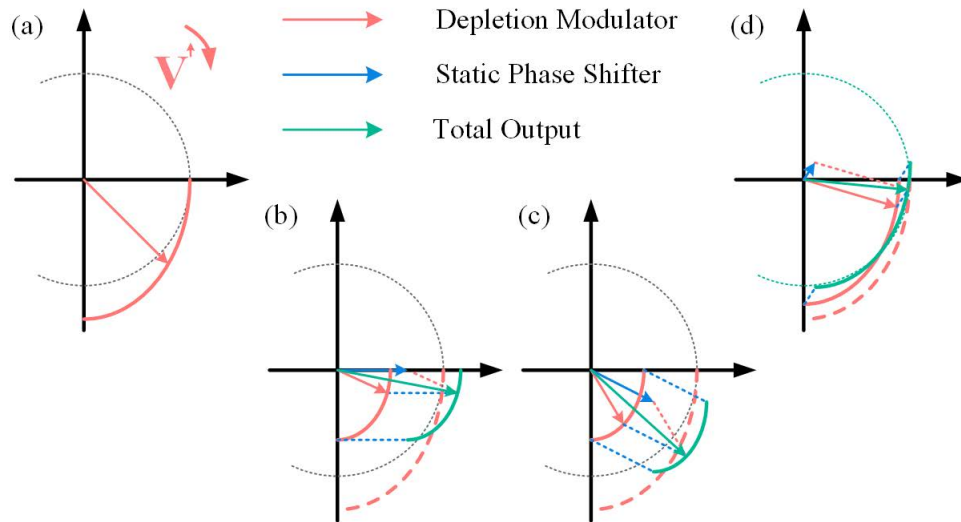 (a)
V
Depletion Modulator
Static Phase Shifter
Total Output
(d)
(b)
(c)